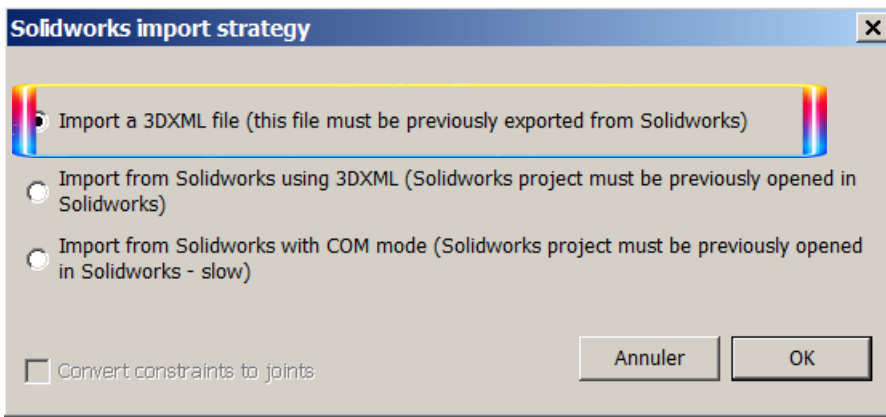 Solidworks import strategy
Import a 3DXML file (this file must be previously exported from Solidworks)
Import from Solidworks using 3DXML (Solidworks project must be previously opened in
Solidworks)
Import from Solidworks with COM mode (Solidworks project must be previously opened
in Solidworks - slow)
Convert constraints to joints
Annuler
OK